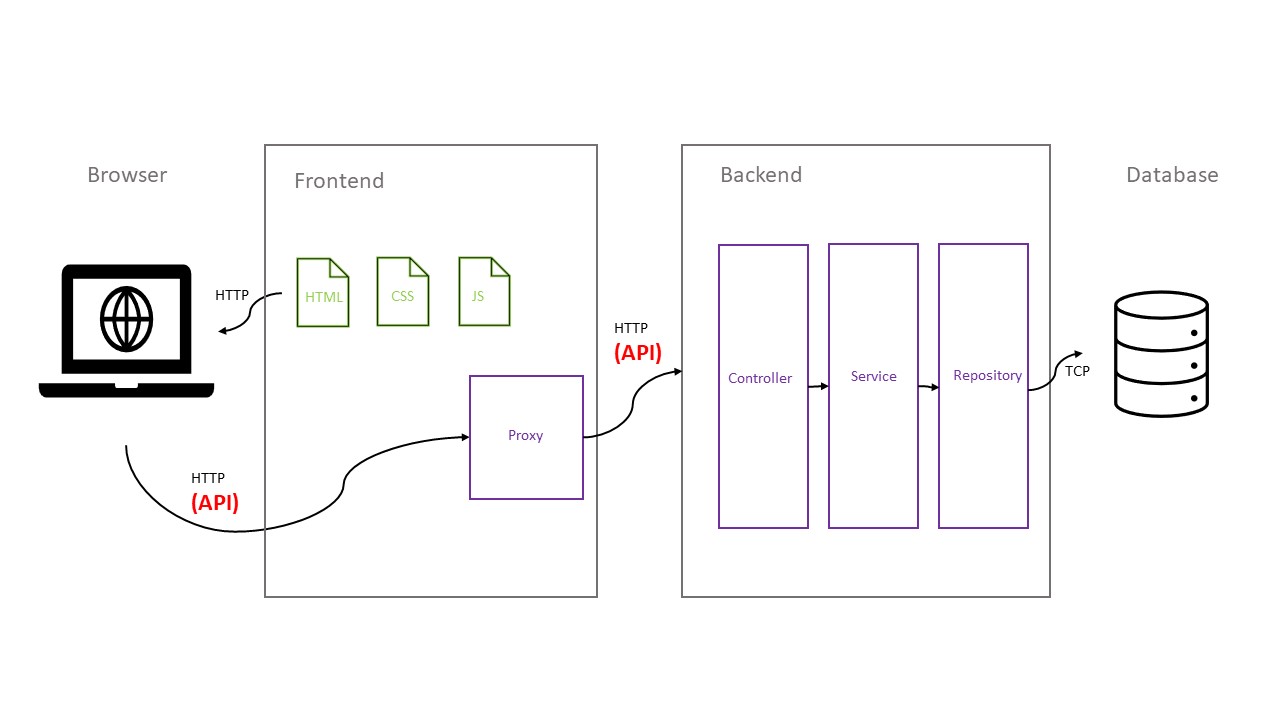 Browser
Frontend
Backend
Database
HTTP
HTML
CSS
JS
HTTP
(API)
Controller
Service
Repository
TCP
Proxy
HTTP
(API)